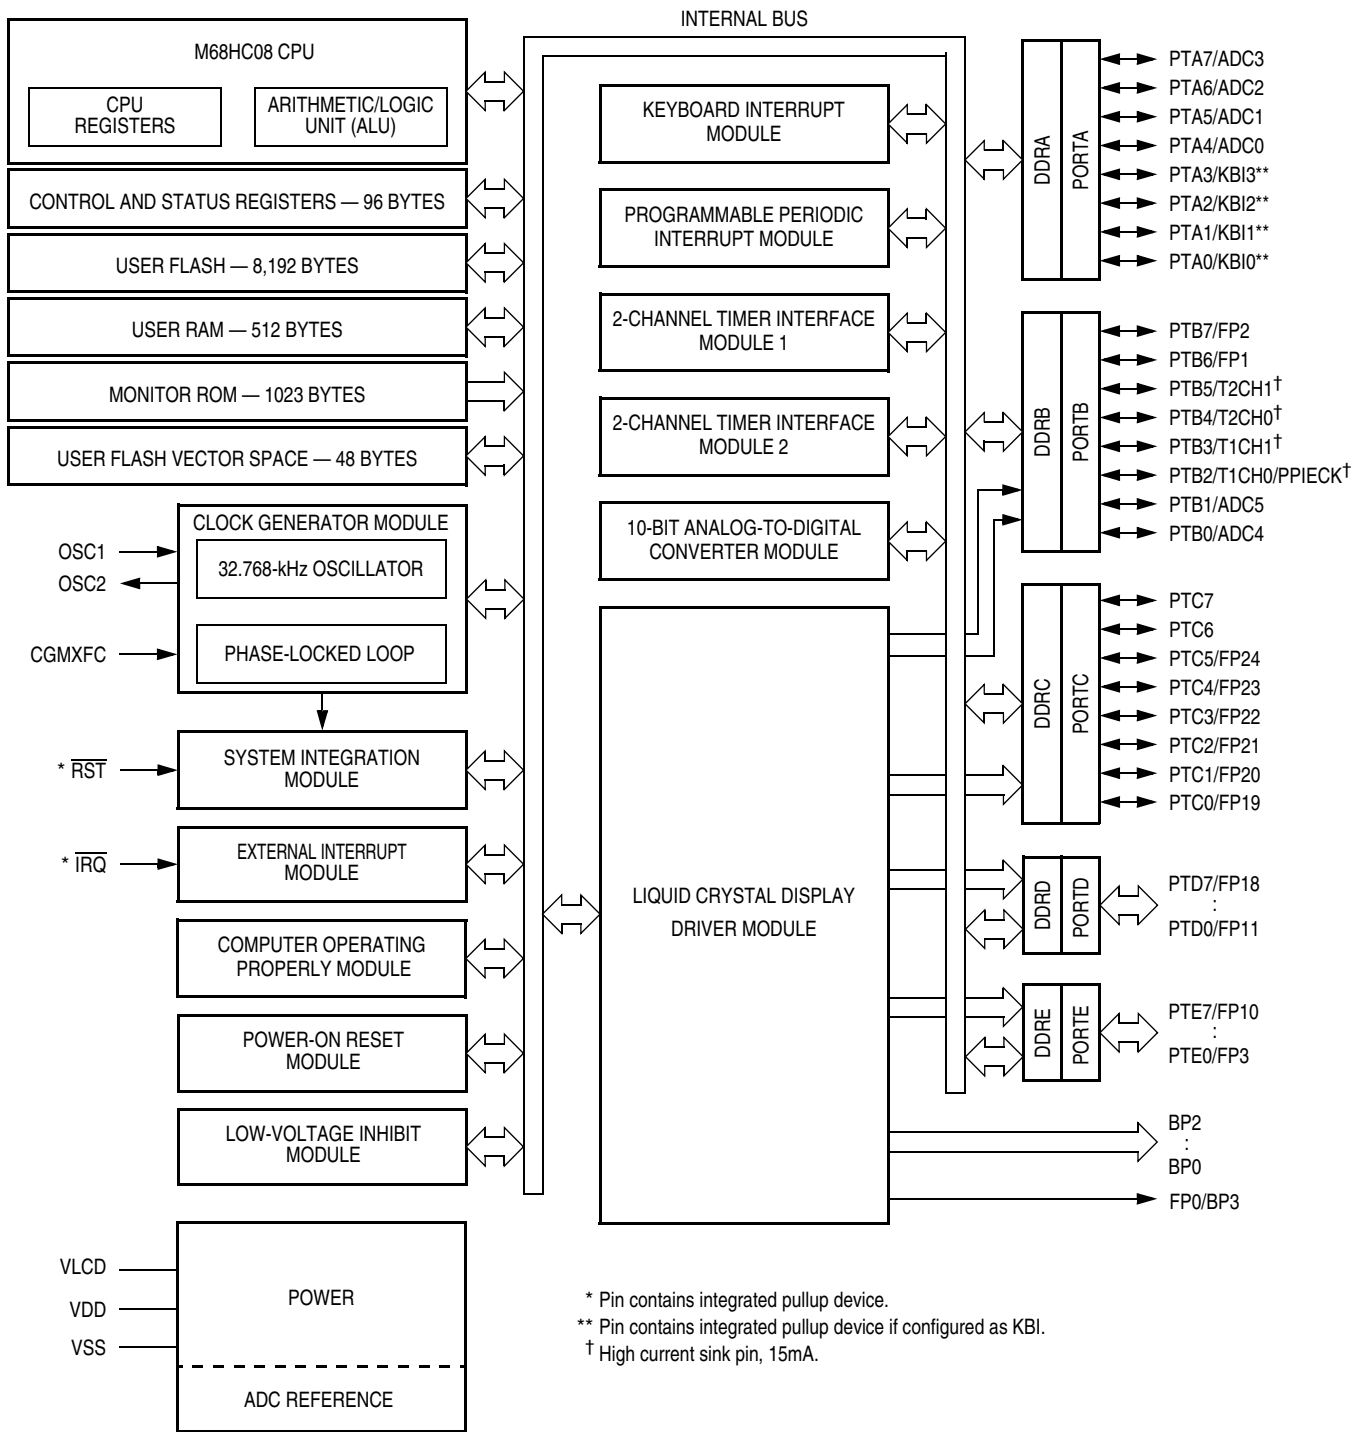 INTERNAL BUS
M68HC08 CPU
CPU
REGISTERS
ARITHMETIC/LOGIC
UNIT (ALU)
CONTROL AND STATUS REGISTERS — 96 BYTES
USER FLASH — 8,192 BYTES
USER RAM — 512 BYTES
MONITOR ROM — 1023 BYTES
USER FLASH VECTOR SPACE — 48 BYTES
CLOCK GENERATOR MODULE
32.768-kHz OSCILLATOR
PHASE-LOCKED LOOP
OSC1
OSC2
CGMXFC
* RST
SYSTEM INTEGRATION
MODULE
* IRQ
EXTERNAL INTERRUPT
MODULE
COMPUTER OPERATING
PROPERLY MODULE
POWER-ON RESET
MODULE
LOW-VOLTAGE INHIBIT
MODULE
VLCD
VDD
VSS
POWER
ADC REFERENCE
KEYBOARD INTERRUPT
MODULE
PROGRAMMABLE PERIODIC
INTERRUPT MODULE
2-CHANNEL TIMER INTERFACE
MODULE 1
2-CHANNEL TIMER INTERFACE
MODULE 2
10-BIT ANALOG-TO-DIGITAL
CONVERTER MODULE
LIQUID CRYSTAL DISPLAY
DRIVER MODULE
DDRA
PORTA
PTA7/ADC3
PTA6/ADC2
PTA5/ADC1
PTA4/ADC0
PTA3/KBI3**
PTA2/KBI2**
PTA1/KBI1**
PTA0/KBI0**
DDRB
PORTB
PTB7/FP2
PTB6/FP1
PTB5/T2CH1†
PTB4/T2CH0†
PTB3/T1CH1†
PTB2/T1CH0/PPIECK†
PTB1/ADC5
PTB0/ADC4
DDRC
PORTC
PTC7
PTC6
PTC5/FP24
PTC4/FP23
PTC3/FP22
PTC2/FP21
PTC1/FP20
PTC0/FP19
DDRD
PORTD
PTD7/FP18
:
PTD0/FP11
DDRE
PORTE
PTE7/FP10
:
PTE0/FP3
BP2
:
BP0
FP0/BP3
* Pin contains integrated pullup device.
** Pin contains integrated pullup device if configured as KBI.
† High current sink pin, 15mA.